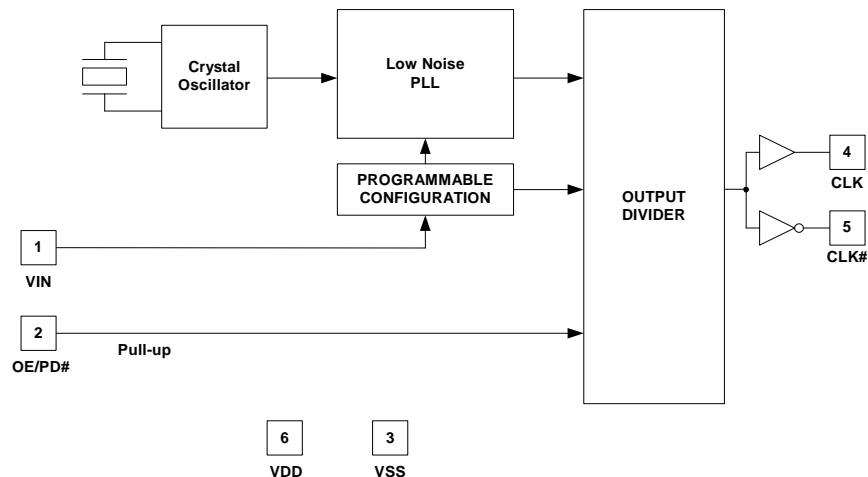 Crystal
Oscillator
Low Noise
PLL
PROGRAMMABLE
CONFIGURATION
OUTPUT
DIVIDER
4
CLK
5
CLK#
1
VIN
2
OE/PD#
Pull-up
6
VDD
3
VSS